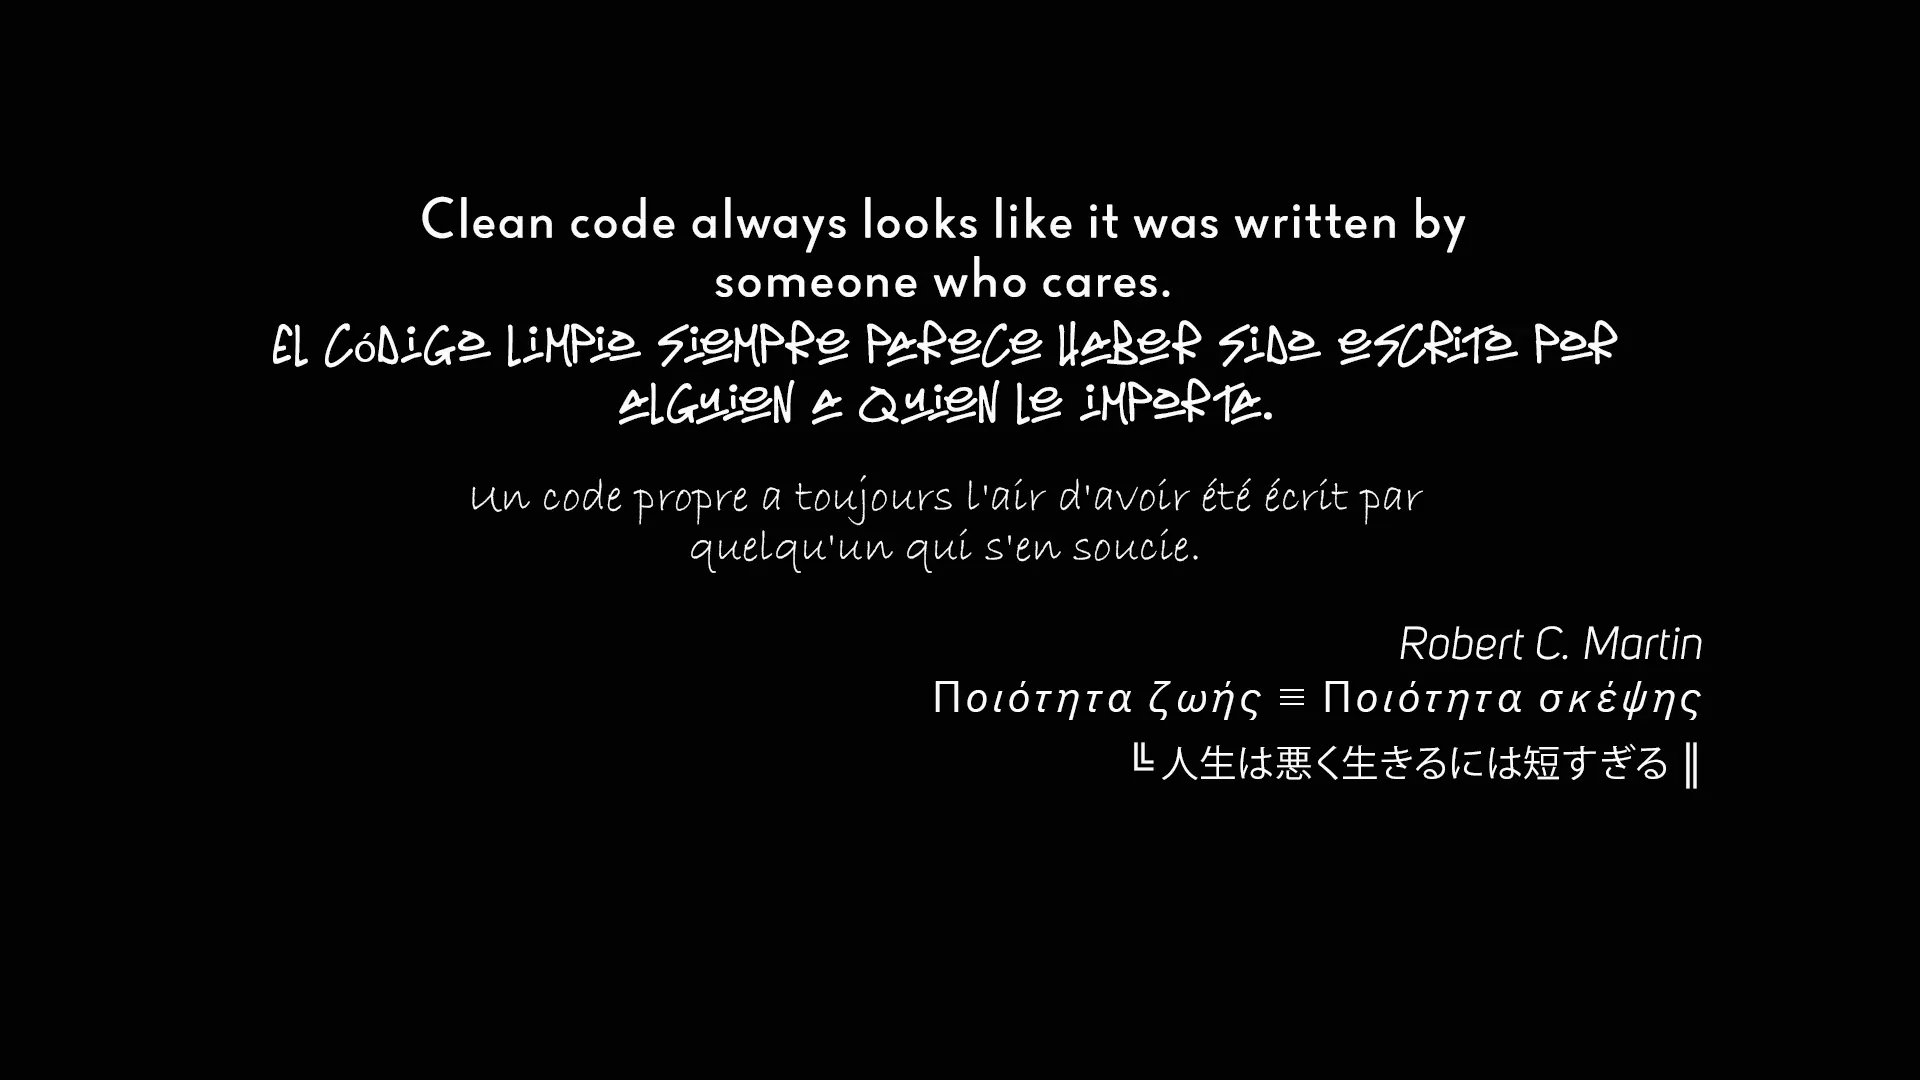 Clean code always looks like it was written by
someone who cares.
El código limpio siempre parece haber sido escrito por
alguien a quien le importa.
Un code propre a toujours l'air d'avoir été écrit par
quelqu'un qui s'en soucie.
Robert C. Martin
Ποιότητα ζωής ≡ Ποιότητα σκέψης
╚ 人生は悪く生きるには短すぎる ║